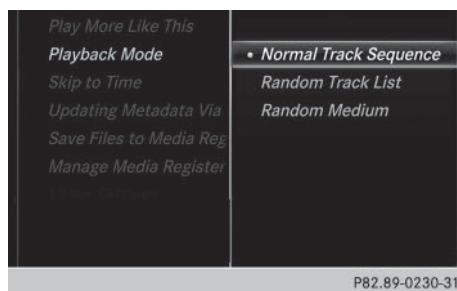 Play More Like This
Playback Mode
Skip to Time
Updating Metadata Via
Save Files to Media Reg
Manage Media Register
• Normal Track Sequence
Random Track List
Random Medium
P82.89-0230-31